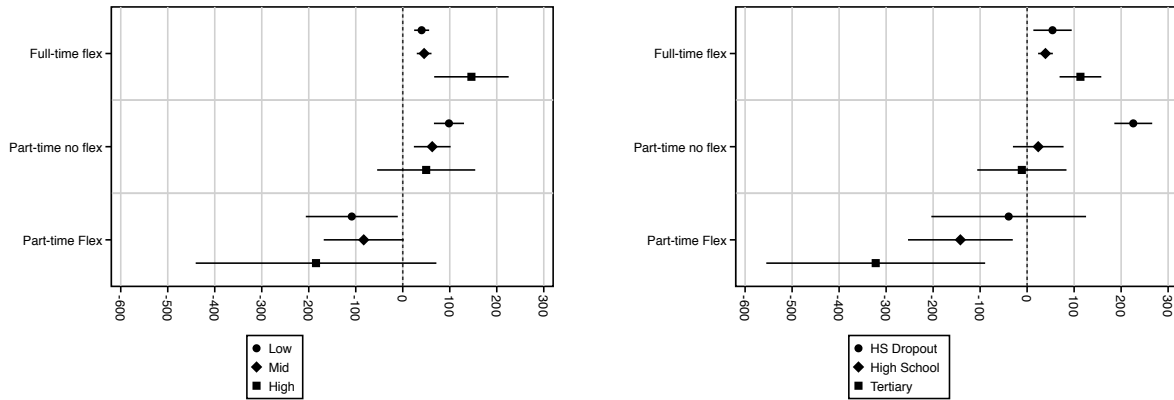 Full-time flex
Part-time no flex
Part-time Flex
-600
-500
-400
-300
-200
-100
0
100
200
300
Low
Mid
High
Full-time flex
Part-time no flex
Part-time Flex
-600
-500
-400
-300
-200
-100
0
100
200
300
HS Dropout
High School
Tertiary